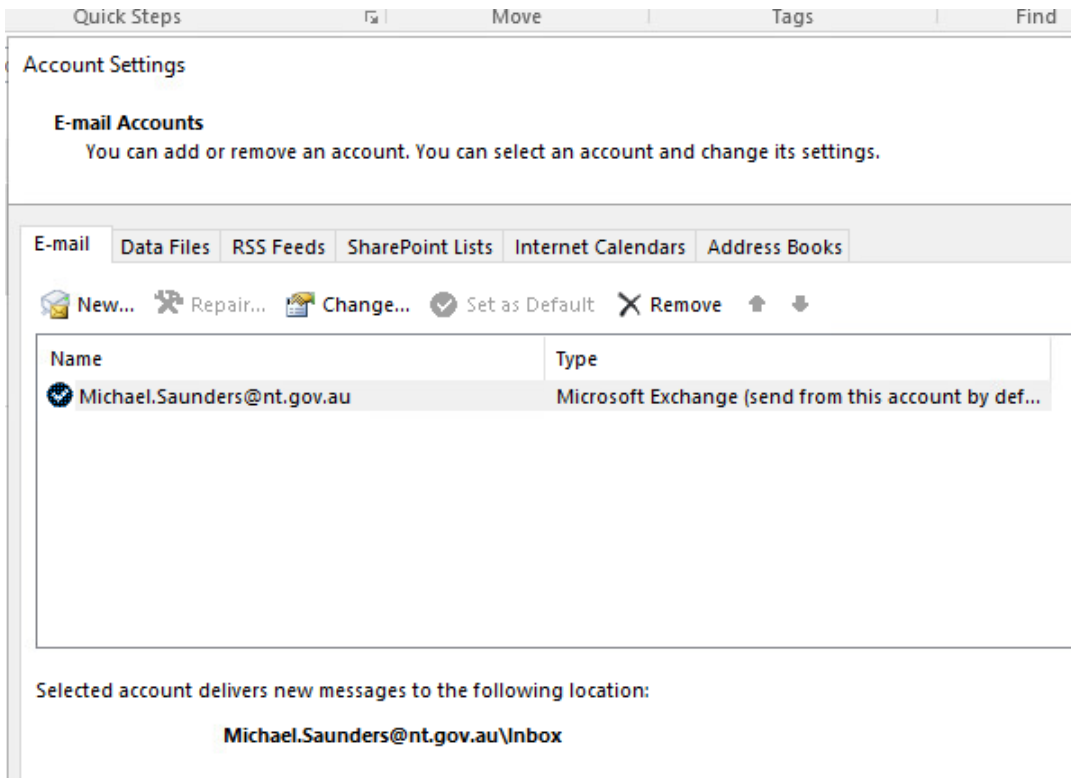 Quick Steps Move Tags Find
Account Settings
E-mail Accounts
You can add or remove an account. You can select an account and change its settings.
E-mail Data Files RSS Feeds SharePoint Lists Internet Calendars Address Books
New... Repair... Change... Set as Default Remove
Name Type
Michael.Saunders@nt.gov.au Microsoft Exchange (send from this account by def...
Selected account delivers new messages to the following location:
Michael.Saunders@nt.gov.au\Inbox